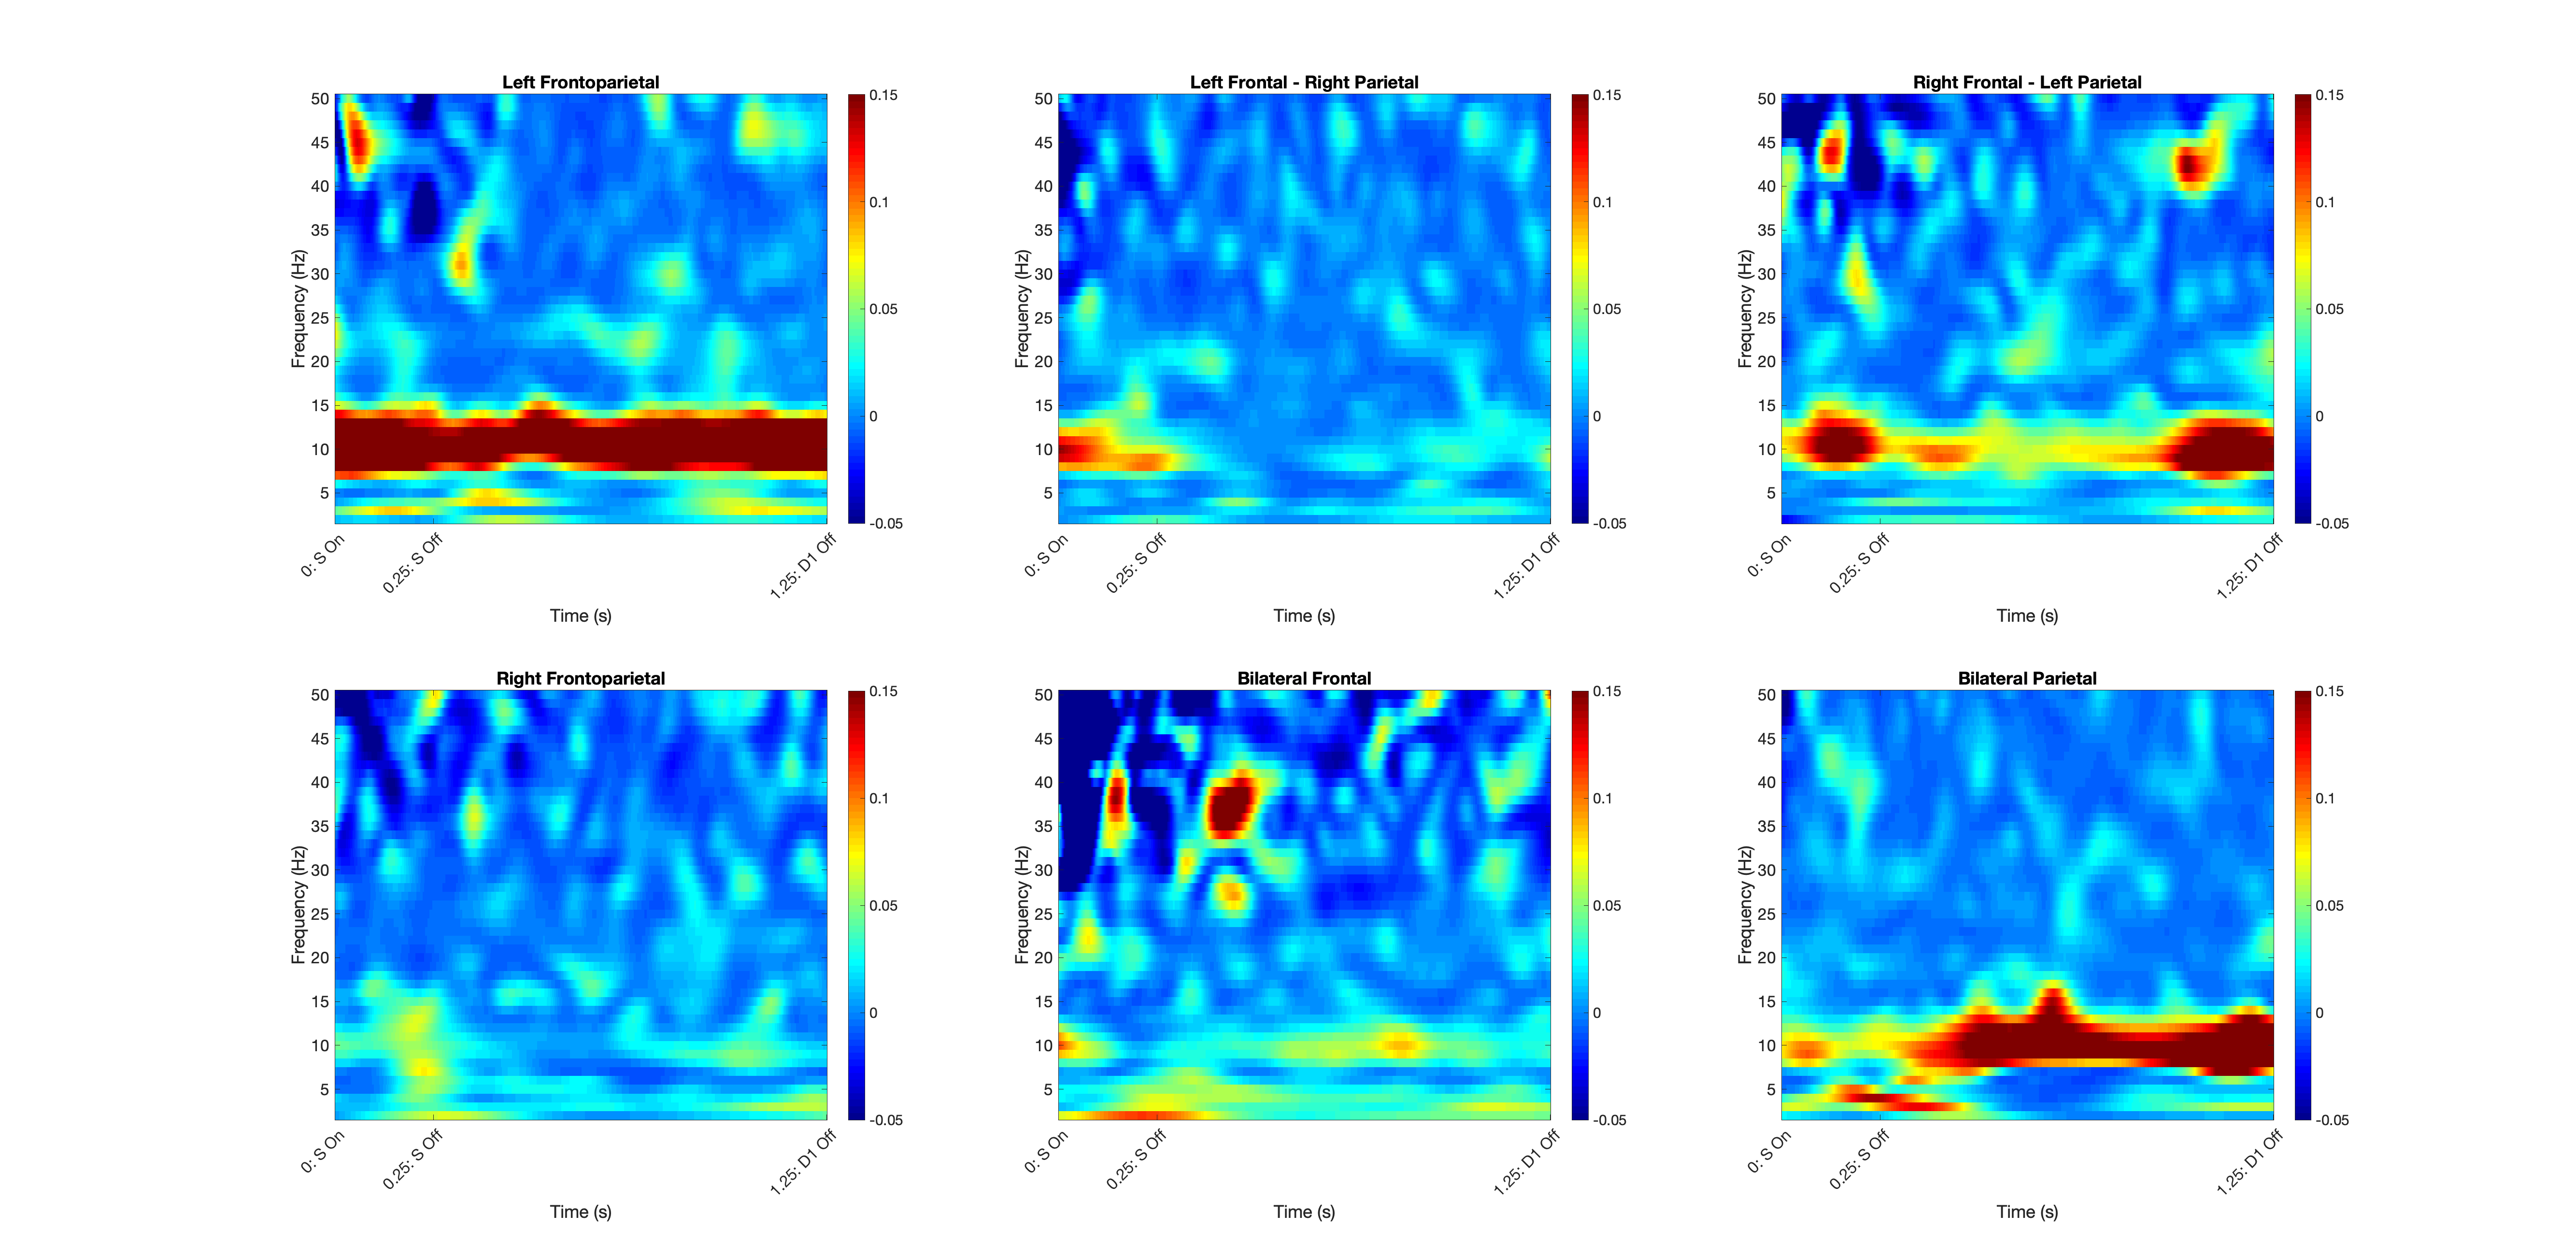 Left Frontoparietal
50
45
40
35
30
25
20
15
10
5
Frequency (Hz)
0: S On
0.25: S Off
1.25: D1 Off
Time (s)
0.15
0.1
0.05
0
-0.05
Left Frontal - Right Parietal
50
45
40
35
30
25
20
15
10
5
Frequency (Hz)
0: S On
0.25: S Off
1.25: D1 Off
Time (s)
0.15
0.1
0.05
0
-0.05
Right Frontal - Left Parietal
50
45
40
35
30
25
20
15
10
5
Frequency (Hz)
0: S On
0.25: S Off
1.25: D1 Off
Time (s)
0.15
0.1
0.05
0
-0.05
Right Frontoparietal
50
45
40
35
30
25
20
15
10
5
Frequency (Hz)
0: S On
0.25: S Off
1.25: D1 Off
Time (s)
0.15
0.1
0.05
0
-0.05
Bilateral Frontal
50
45
40
35
30
25
20
15
10
5
Frequency (Hz)
0: S On
0.25: S Off
1.25: D1 Off
Time (s)
0.15
0.1
0.05
0
-0.05
Bilateral Parietal
50
45
40
35
30
25
20
15
10
5
Frequency (Hz)
0: S On
0.25: S Off
1.25: D1 Off
Time (s)
0.15
0.1
0.05
0
-0.05